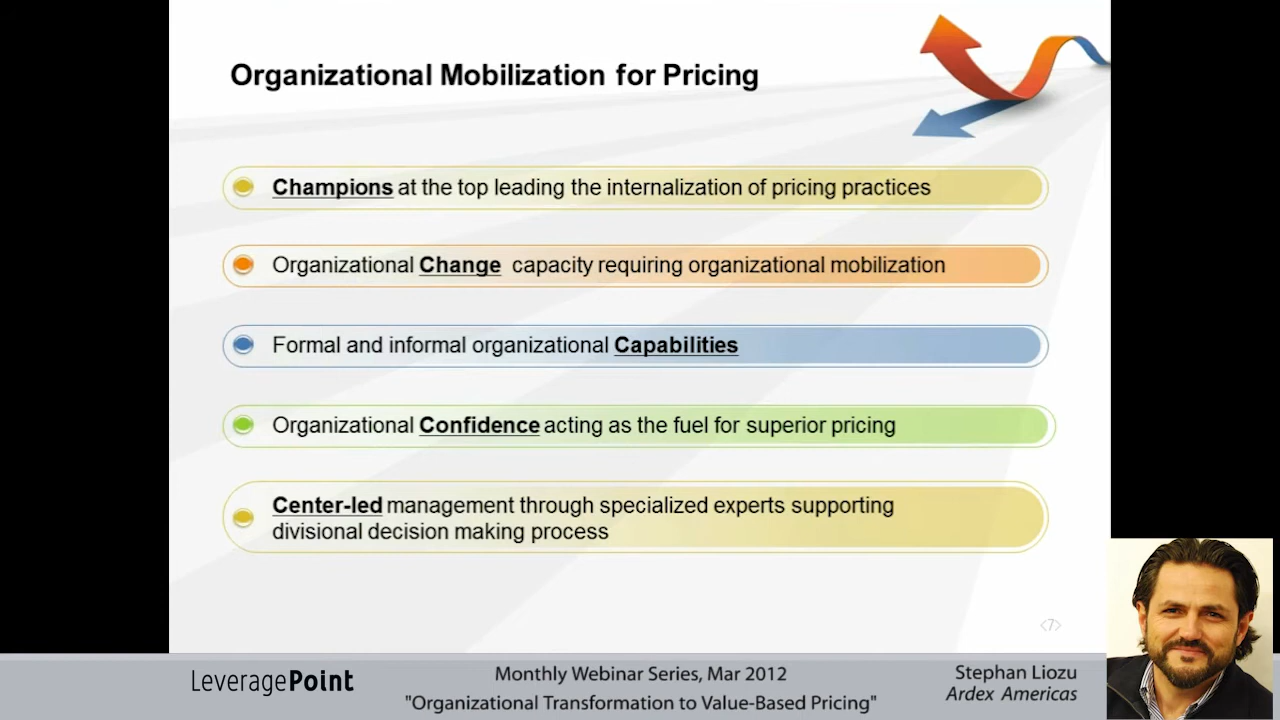 Organizational Mobilization for Pricing
Champions at the top leading the internalization of pricing practices
Organizational Change capacity requiring organizational mobilization
Formal and informal organizational Capabilities
Organizational Confidence acting as the fuel for superior pricing
Center-led management through specialized experts supporting
divisional decision making process
‹7›
LeveragePoint
Monthly Webinar Series, Mar 2012
"Organizational Transformation to Value-Based Pricing"
Stephan Liozu
Ardex Americas